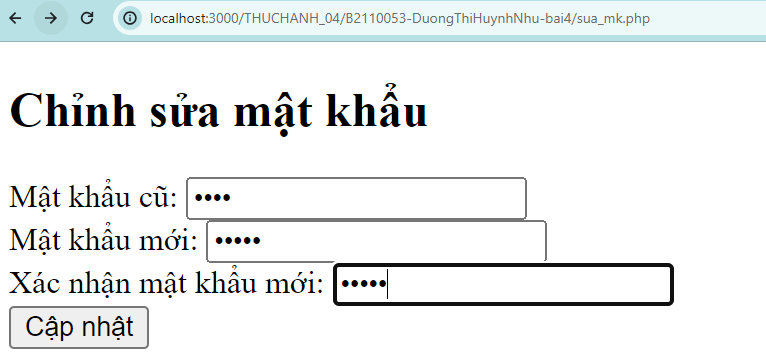 localhost:3000/THUCHANH_04/B2110053-DuongThiHuynhNhu-bai4/sua_mk.php
Chỉnh sửa mật khẩu
Mật khẩu cũ: ••••
Mật khẩu mới: •••••
Xác nhận mật khẩu mới: •••••
Cập nhật